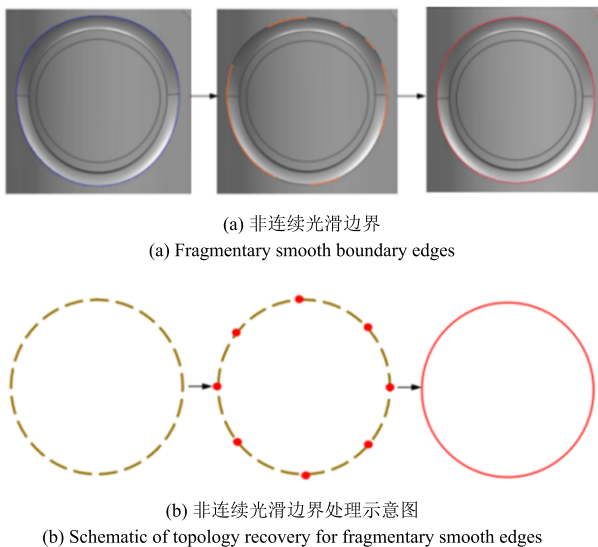 (a) 非连续光滑边界
(a) Fragmentary smooth boundary edges
(b) 非连续光滑边界处理示意图
(b) Schematic of topology recovery for fragmentary smooth edges